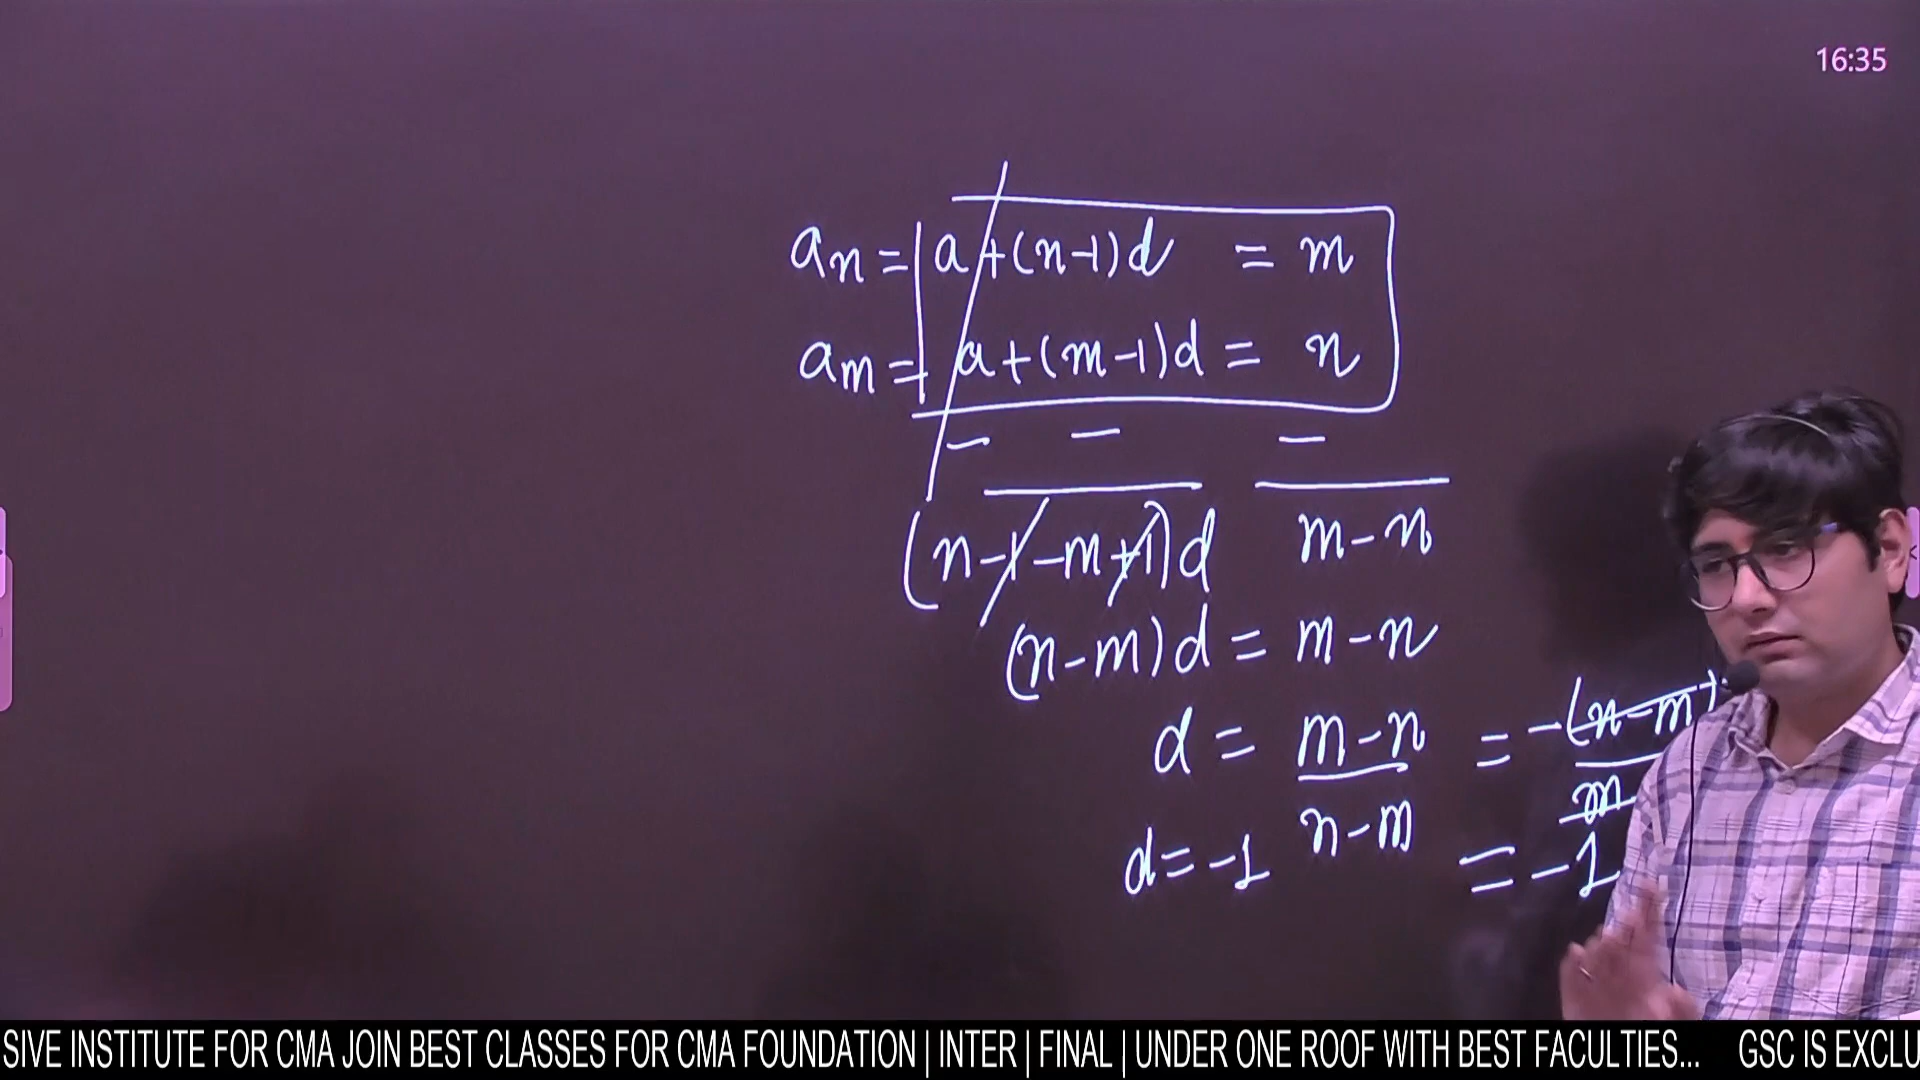 16:35
an = a+(n-1)d = m
am = a+(m-1)d = n
- - -
(n-1-m+1)d m-n
(n-m)d = m-n
d = m-n/n-m = -(n-m)/m
d=-1 = -1
SIVE INSTITUTE FOR CMA JOIN BEST CLASSES FOR CMA FOUNDATION | INTER | FINAL | UNDER ONE ROOF WITH BEST FACULTIES... GSC IS EXCLU